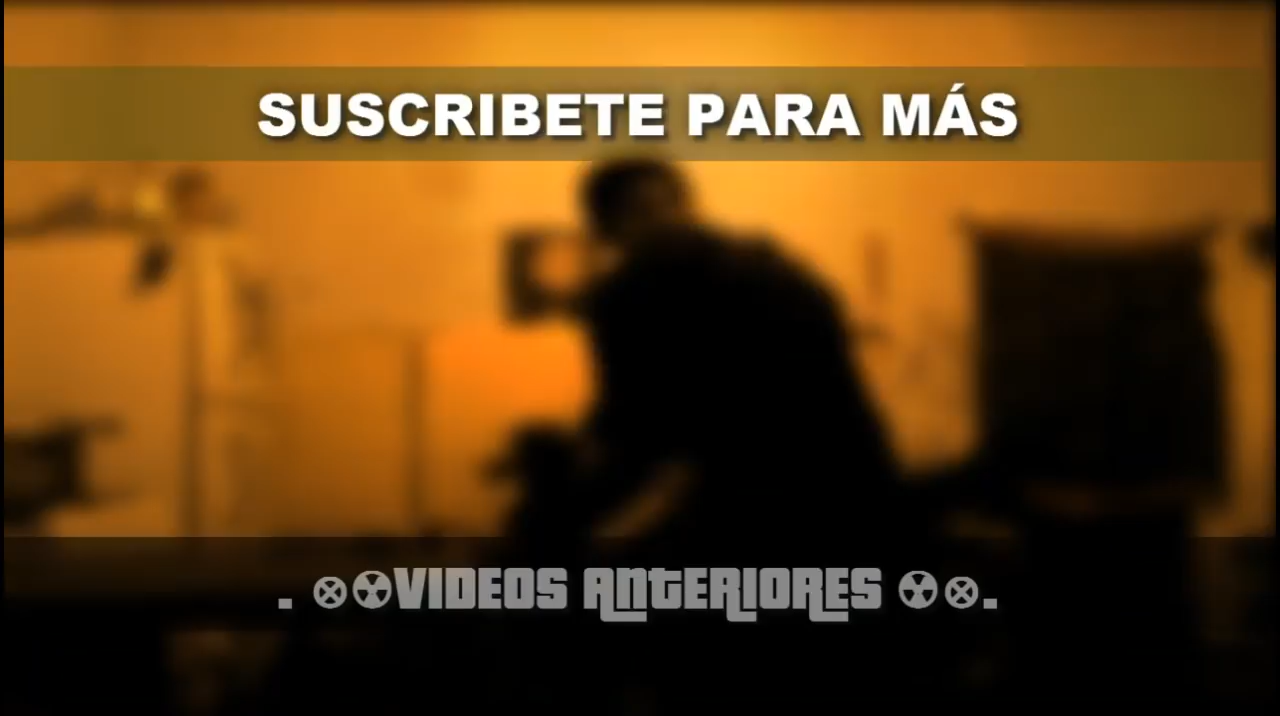 SUSCRIBETE PARA MÁS
. ⊗☢VIDEOS ANTERIORES ☢⊗.